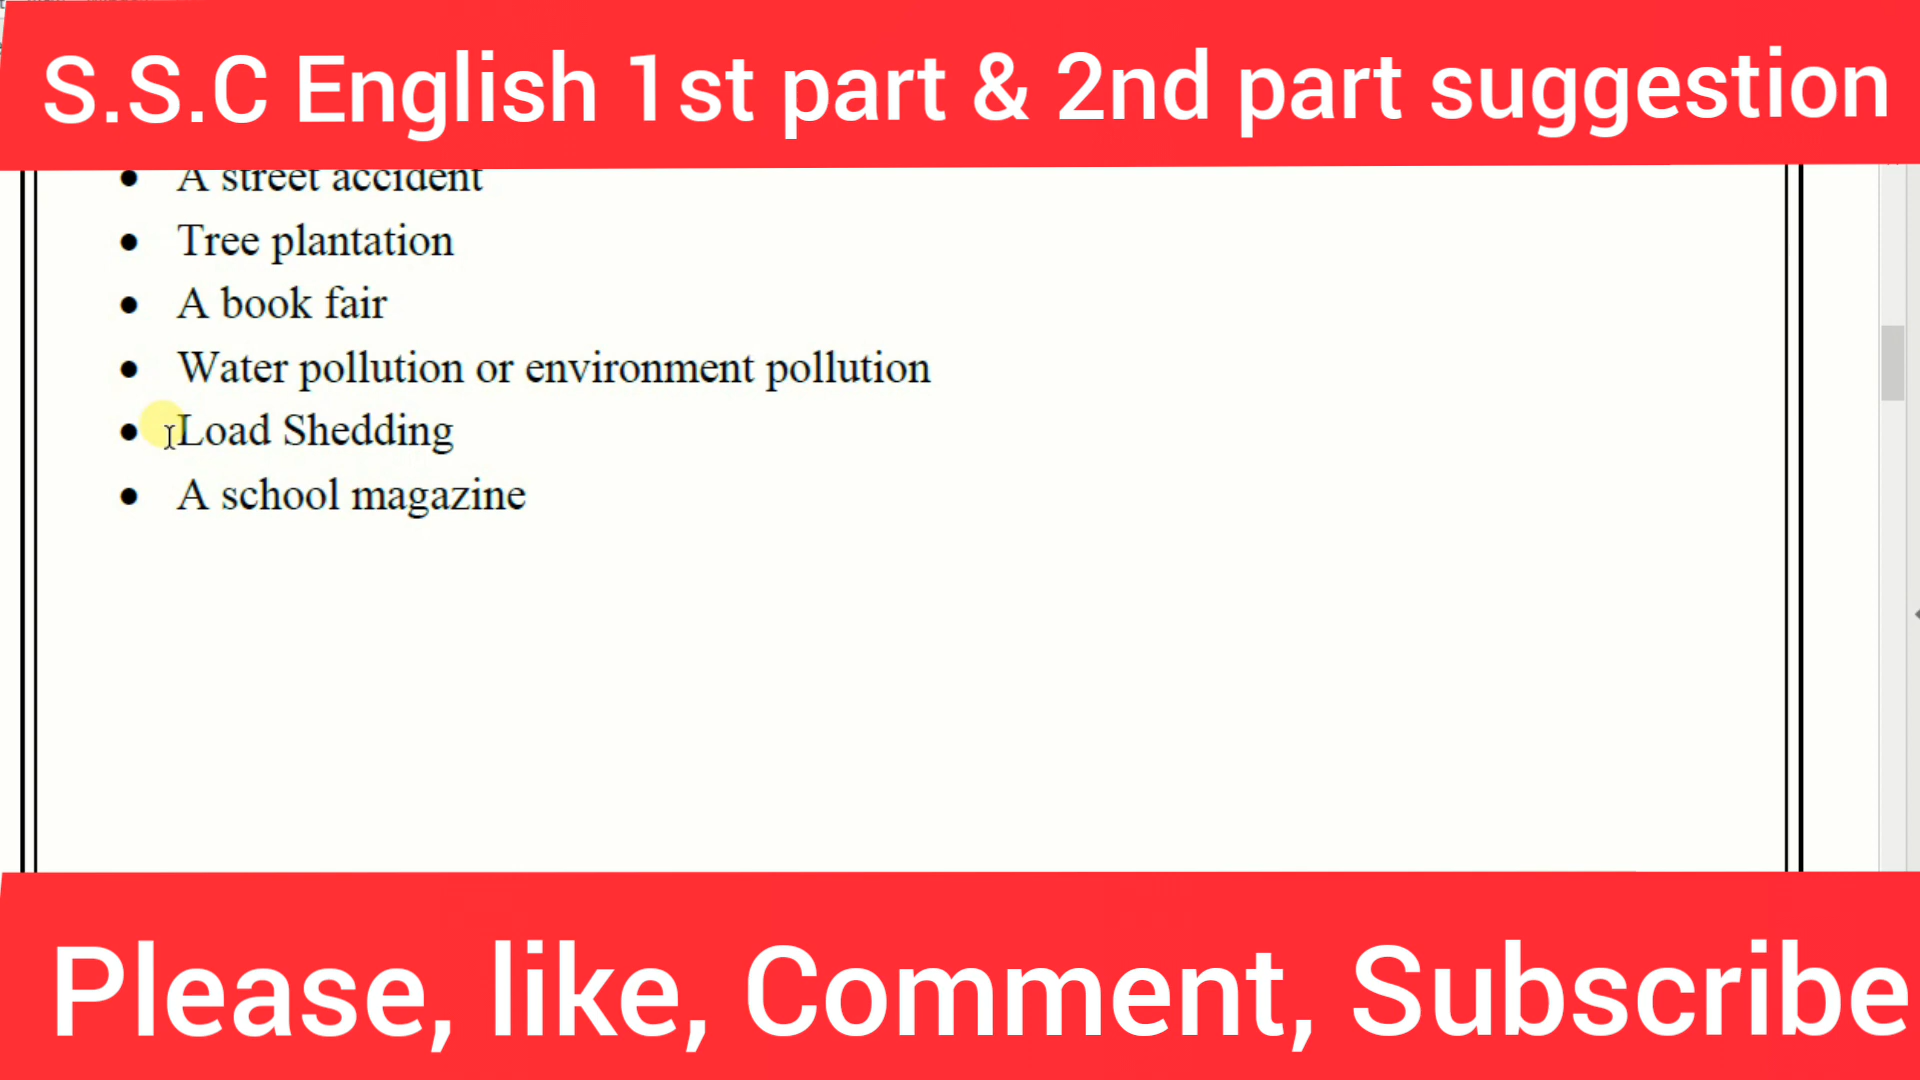 S.S.C English 1st part & 2nd part suggestion
• A street accident
• Tree plantation
• A book fair
• Water pollution or environment pollution
• Load Shedding
• A school magazine
Please, like, Comment, Subscribe